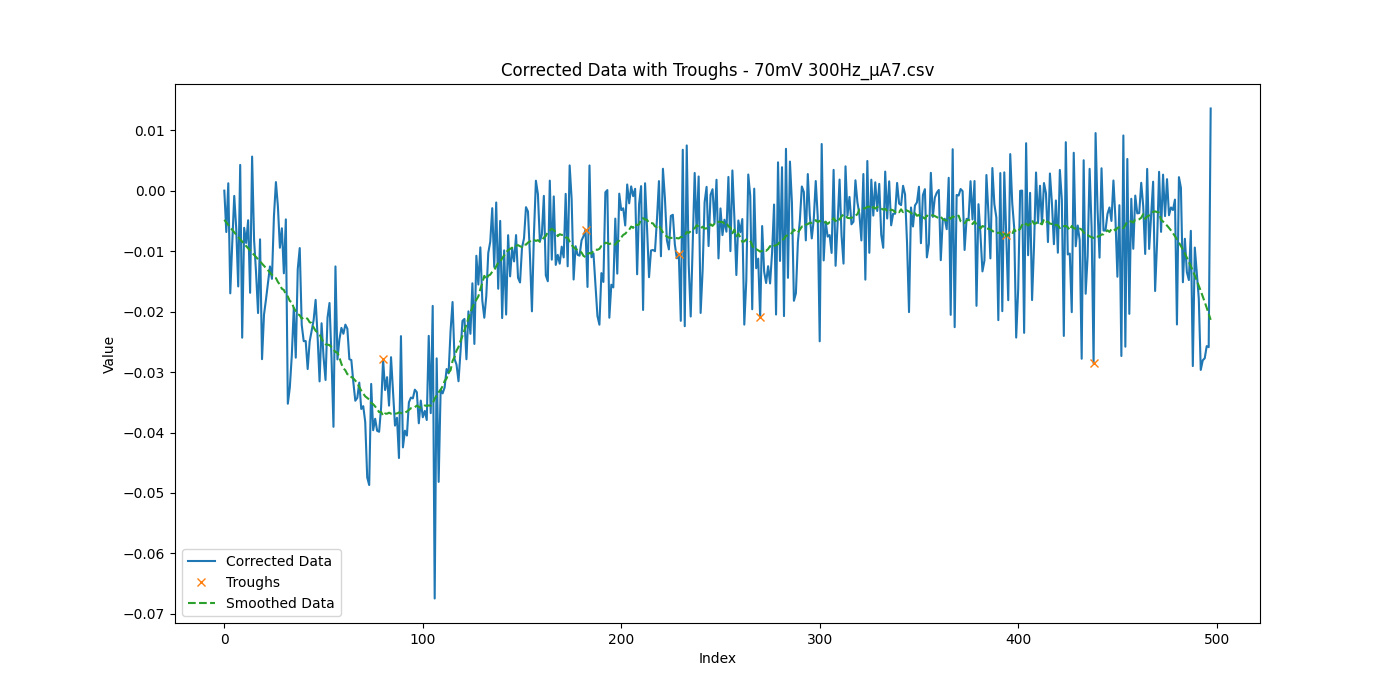 Corrected Data with Troughs - 70mV 300Hz_µA7.csv
Value
0.01
0.00
−0.01
−0.02
−0.03
−0.04
−0.05
−0.06
−0.07
Corrected Data
Troughs
Smoothed Data
0 100 200 300 400 500
Index